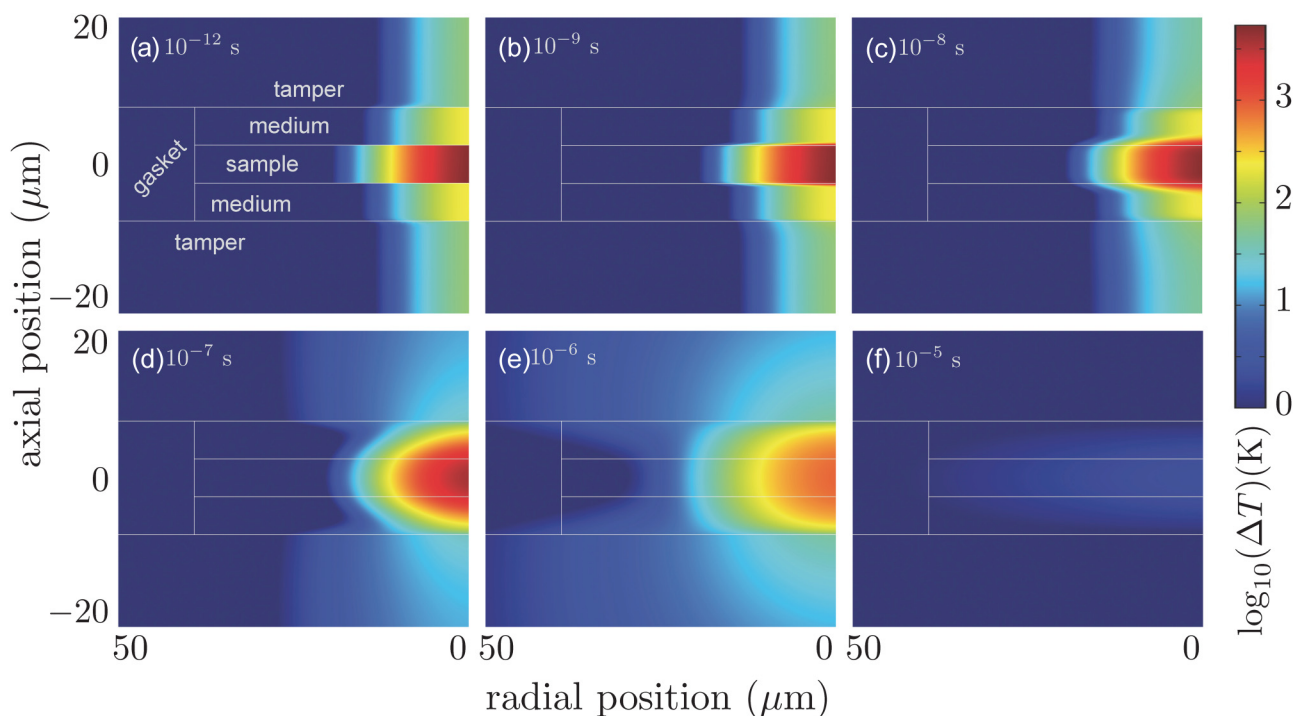 20
0
−20
axial position (μm)
(a) 10⁻¹² s
tamper
medium
gasket
sample
medium
tamper
(b) 10⁻⁹ s
(c) 10⁻⁸ s
3
2
1
0
log₁₀(ΔT)(K)
20
0
−20
(d) 10⁻⁷ s
(e) 10⁻⁶ s
(f) 10⁻⁵ s
50 0
50 0
50 0
radial position (μm)